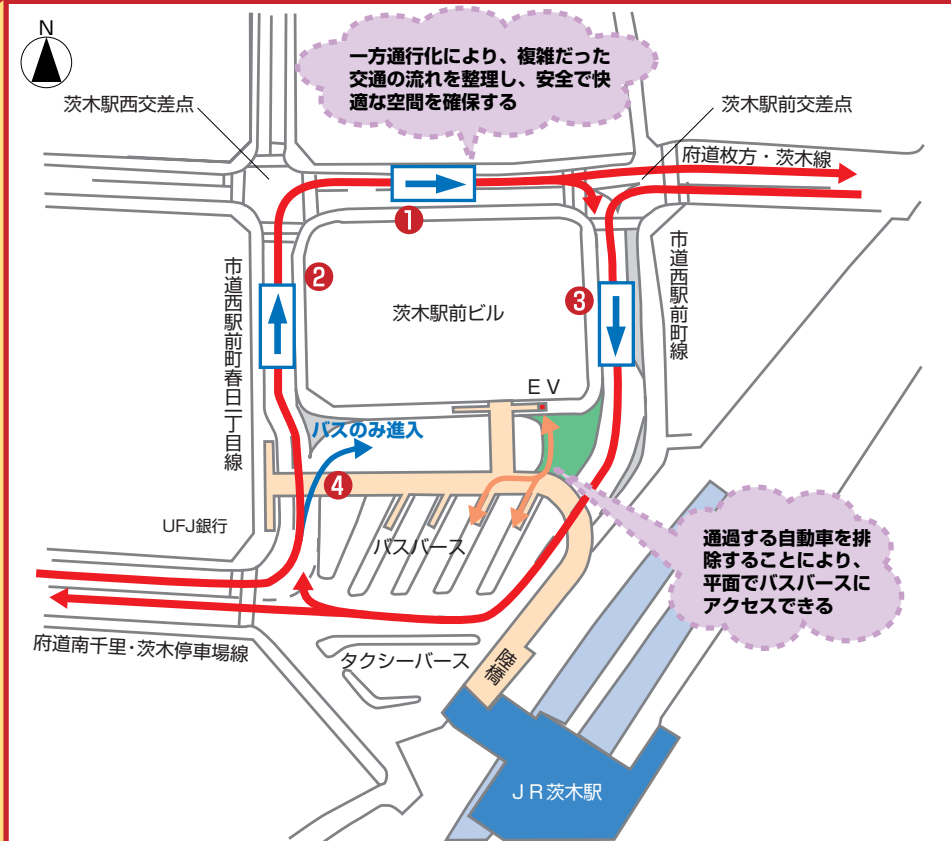 N
一方通行化により、複雑だった
交通の流れを整理し、安全で快
適な空間を確保する
茨木駅西交差点
茨木駅前交差点
府道枚方・茨木線
❶
❷
❸
市道西駅前町春日一丁目線
茨木駅前ビル
市道西駅前町線
ＥＶ
バスのみ進入
❹
UFJ銀行
バスバース
通過する自動車を排
除することにより、
平面でバスバースに
アクセスできる
府道南千里・茨木停車場線
タクシーバース
陸橋
ＪＲ茨木駅